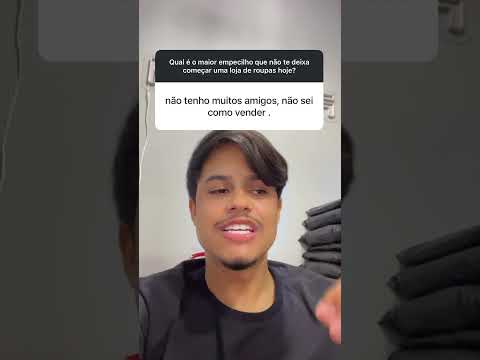 Qual é o maior empecilho que não te deixa
começar uma loja de roupas hoje?
não tenho muitos amigos, não sei
como vender .